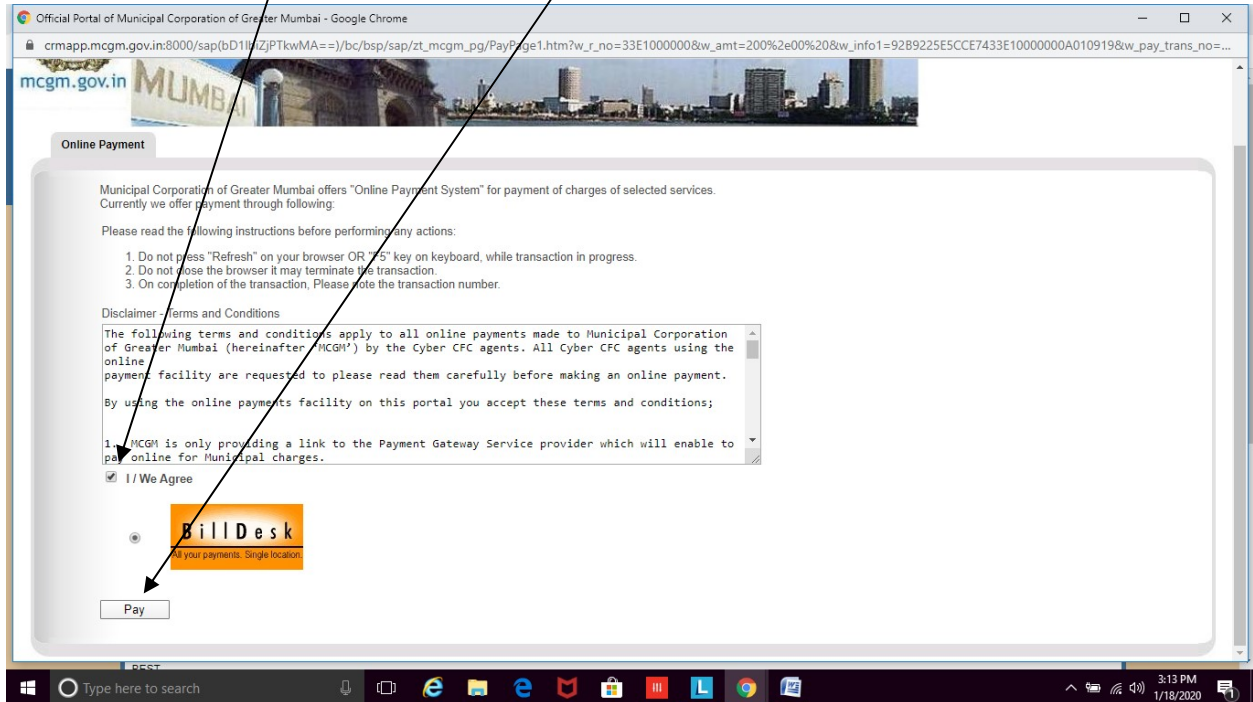 Official Portal of Municipal Corporation of Greater Mumbai - Google Chrome
crmapp.mcgm.gov.in:8000/sap(bD1lbiZjPTkwMA==)/bc/bsp/sap/zt_mcgm_pg/PayPage1.htm?w_r_no=33E1000000&w_amt=200%2e00%20&w_info1=92B9225E5CCE7433E10000000A010919&w_pay_trans_no=...
mcgm.gov.in
MUMBAI
Online Payment
Municipal Corporation of Greater Mumbai offers "Online Payment System" for payment of charges of selected services.
Currently we offer payment through following:
Please read the following instructions before performing any actions:
1. Do not press "Refresh" on your browser OR "F5" key on keyboard, while transaction in progress.
2. Do not close the browser it may terminate the transaction.
3. On completion of the transaction, Please note the transaction number.
Disclaimer - Terms and Conditions
The following terms and conditions apply to all online payments made to Municipal Corporation
of Greater Mumbai (hereinafter 'MCGM') by the Cyber CFC agents. All Cyber CFC agents using the
online
payment facility are requested to please read them carefully before making an online payment.
By using the online payments facility on this portal you accept these terms and conditions;
1. MCGM is only providing a link to the Payment Gateway Service provider which will enable to
pay online for Municipal charges.
I / We Agree
BillDesk
All your payments. Single location.
Pay
Type here to search
3:13 PM
1/18/2020